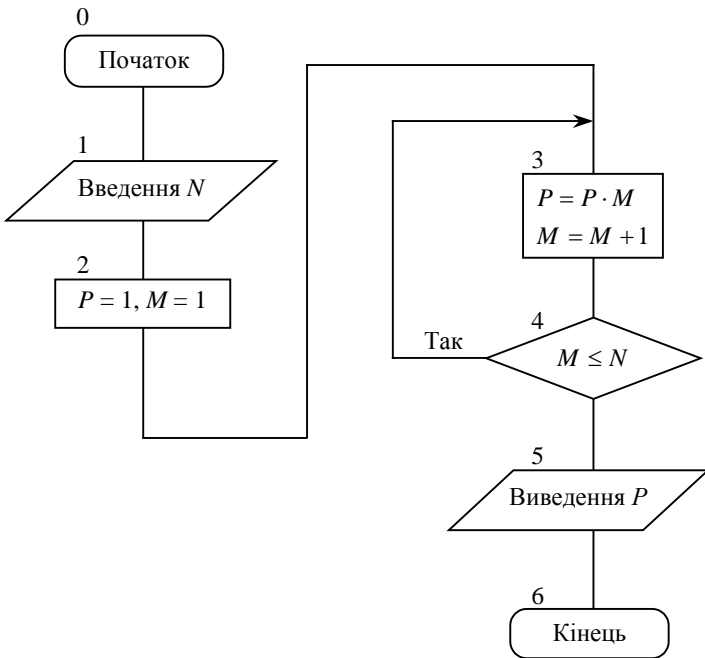 0
Початок
1
Введення N
2
P = 1, M = 1
3
P = P · M
M = M + 1
4
Так
M ≤ N
5
Виведення P
6
Кінець